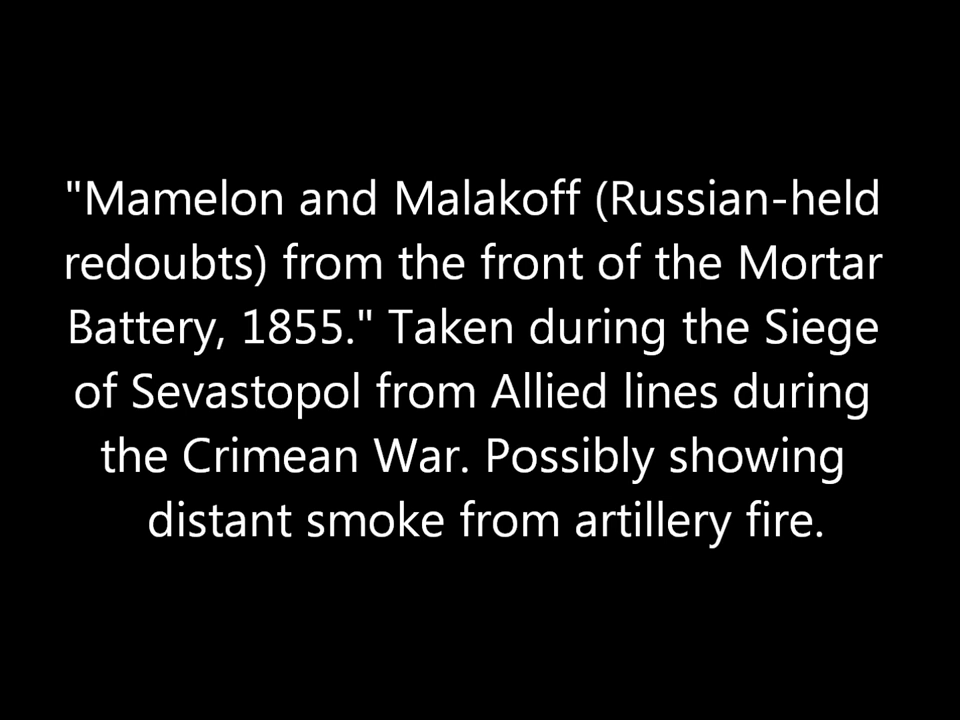 "Mamelon and Malakoff (Russian-held
redoubts) from the front of the Mortar
Battery, 1855." Taken during the Siege
of Sevastopol from Allied lines during
the Crimean War. Possibly showing
distant smoke from artillery fire.